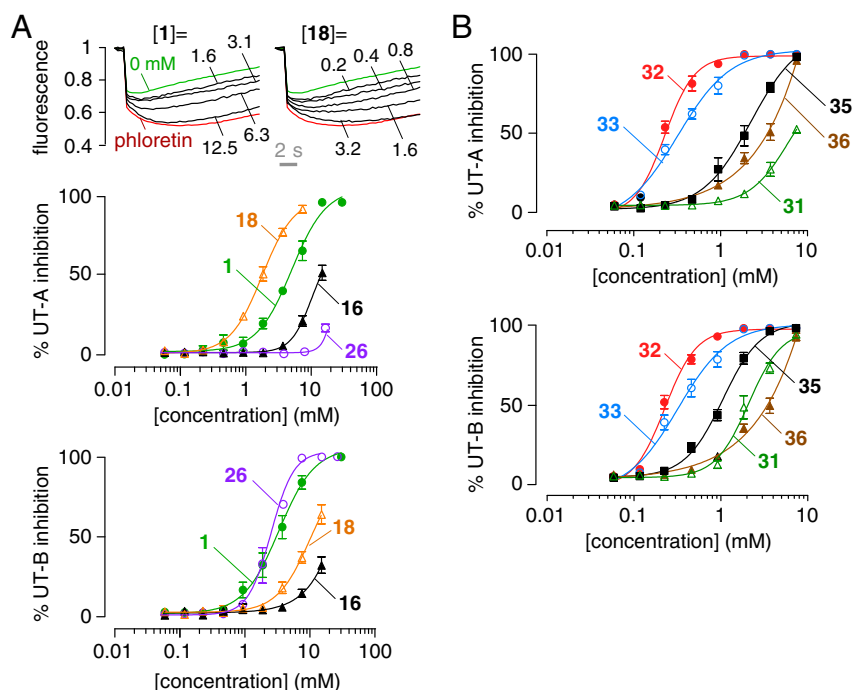 A
[1]=
[18]=
fluorescence
1
0.8
0.6
0.4
0 mM
1.6
3.1
phloretin
12.5
6.3
0.2
0.4
0.8
2 s
3.2
1.6
% UT-A inhibition
100
50
0
18
1
16
26
0.01 0.1 1 10 100
[concentration] (mM)
% UT-B inhibition
100
50
0
26
1
18
16
0.01 0.1 1 10 100
[concentration] (mM)
B
% UT-A inhibition
100
50
0
32
33
35
36
31
0.01 0.1 1 10
[concentration] (mM)
% UT-B inhibition
100
50
0
32
33
35
36
31
0.01 0.1 1 10
[concentration] (mM)